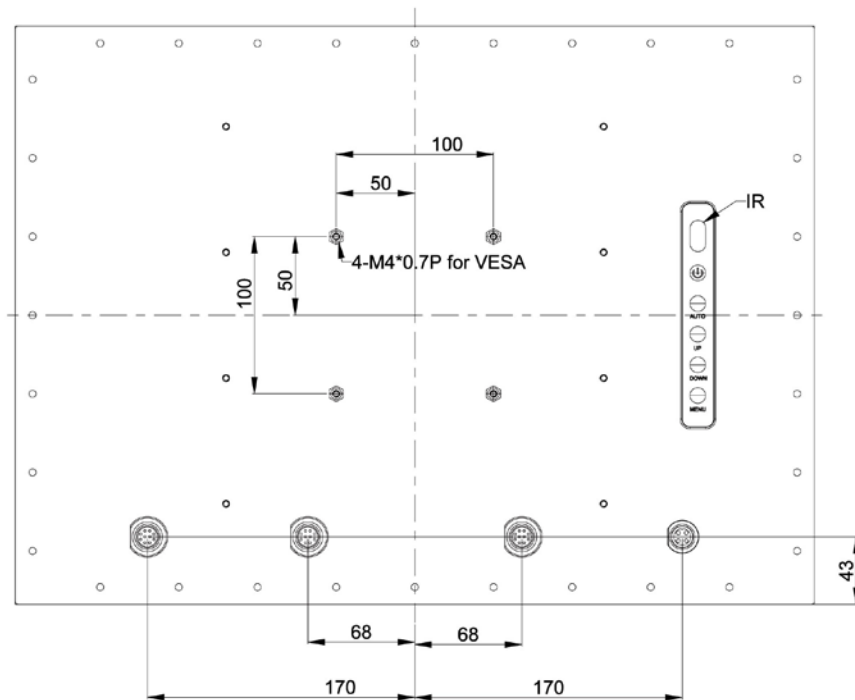 100
50
IR
4-M4*0.7P for VESA
100
50
AUTO
UP
DOWN
MENU
43
68
68
170
170